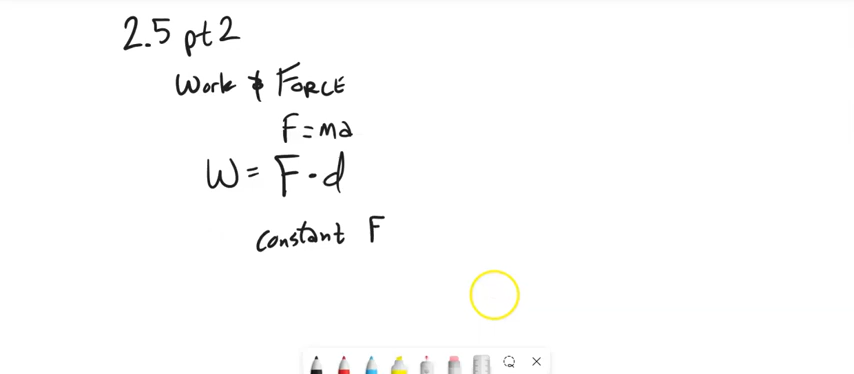 2.5 pt 2
Work & FORCE
F = ma
W = F · d
constant F